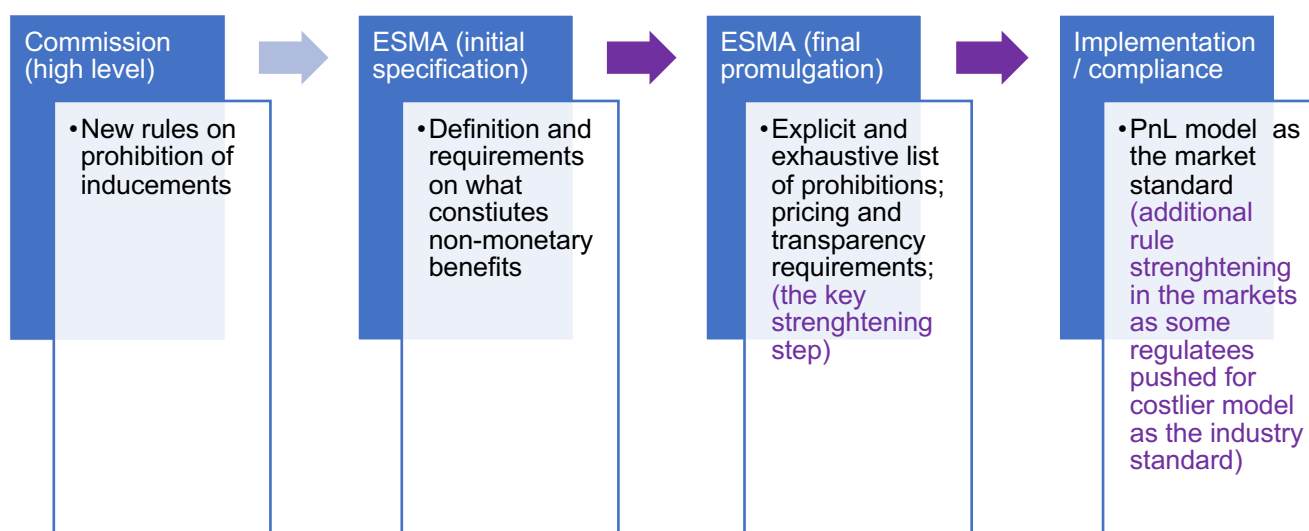 Commission
(high level)
•New rules on
prohibition of
inducements
ESMA (initial
specification)
•Definition and
requirements
on what
constiutes
non-monetary
benefits
ESMA (final
promulgation)
•Explicit and
exhaustive list
of prohibitions;
pricing and
transparency
requirements;
(the key
strenghtening
step)
Implementation
/ compliance
•PnL model as
the market
standard
(additional
rule
strenghtening
in the markets
as some
regulatees
pushed for
costlier model
as the industry
standard)